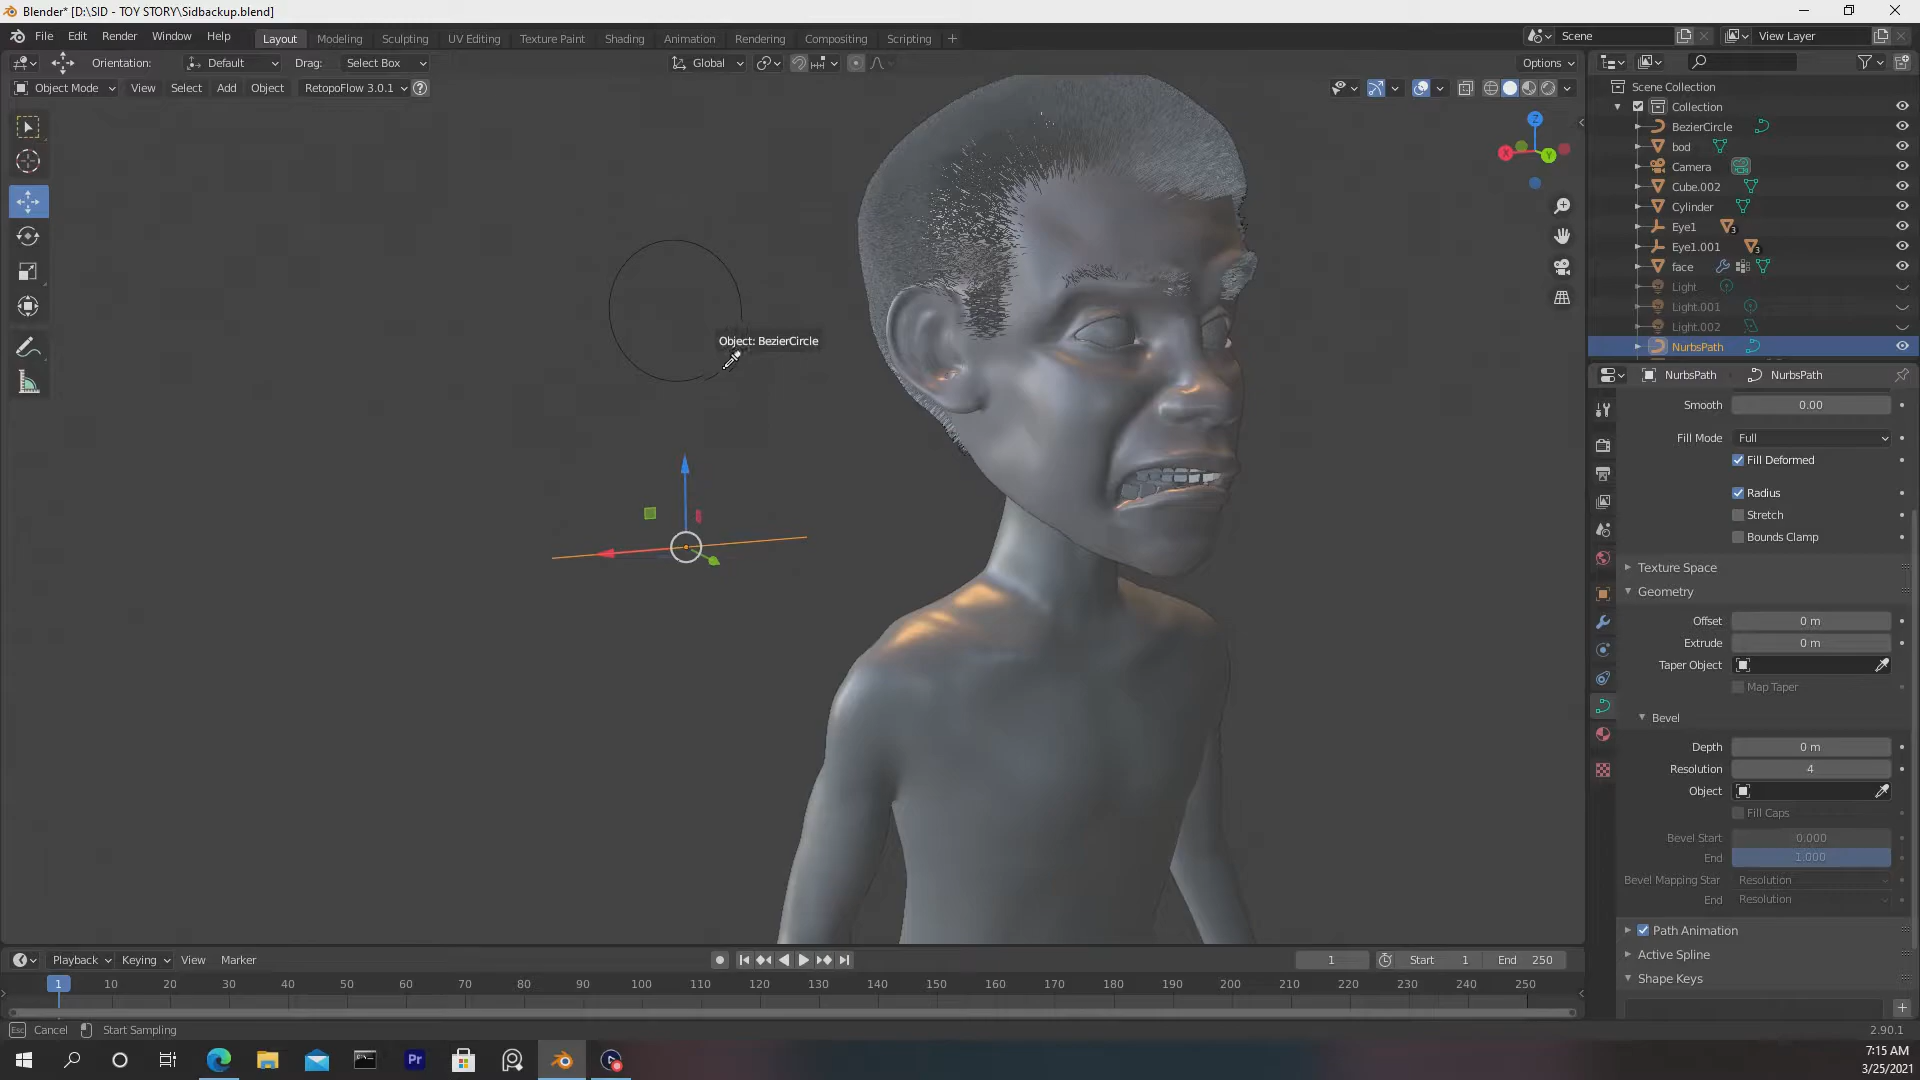 Blender* [D:\SID - TOY STORY\Sidbackup.blend]
File Edit Render Window Help
Layout Modeling Sculpting UV Editing Texture Paint Shading Animation Rendering Compositing Scripting
Scene
View Layer
Orientation: Default Drag: Select Box
Global
Options
Object Mode View Select Add Object RetopoFlow 3.0.1
Scene Collection
Collection
BezierCircle
bod
Camera
Cube.002
Cylinder
Eye1
3
Eye1.001
3
face
Light
Light.001
Light.002
NurbsPath
Z
X
Y
Object: BezierCircle
NurbsPath NurbsPath
Smooth 0.00
Fill Mode Full
Fill Deformed
Radius
Stretch
Bounds Clamp
Texture Space
Geometry
Offset 0 m
Extrude 0 m
Taper Object
Map Taper
Bevel
Depth 0 m
Resolution 4
Object
Fill Caps
Bevel Start 0.000
End 1.000
Bevel Mapping Star Resolution
End Resolution
Path Animation
Active Spline
Shape Keys
Playback Keying View Marker
1 Start 1 End 250
1 10 20 30 40 50 60 70 80 90 100 110 120 130 140 150 160 170 180 190 200 210 220 230 240 250
Esc Cancel Start Sampling
2.90.1
Pr
7:15 AM
3/25/2021